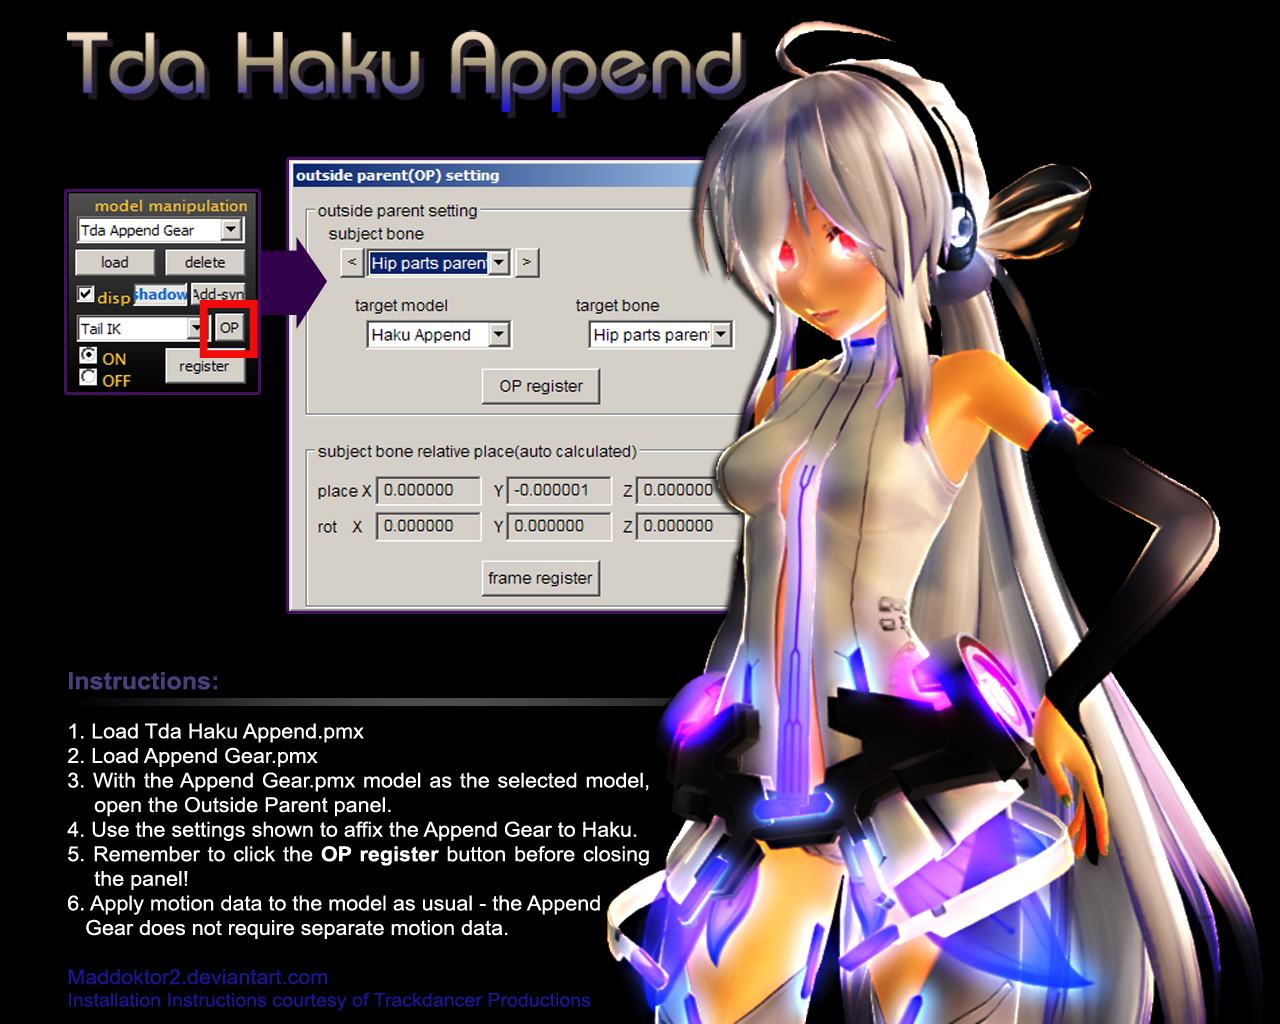 Tda Haku Append
model manipulation
Tda Append Gear
load delete
disp shadow Add-syn
Tail IK OP
ON
OFF
register
outside parent(OP) setting
outside parent setting
subject bone
< Hip parts paren >
target model target bone
Haku Append Hip parts paren
OP register
subject bone relative place(auto calculated)
place X 0.000000 Y -0.000001 Z 0.000000
rot X 0.000000 Y 0.000000 Z 0.000000
frame register
Instructions:
1. Load Tda Haku Append.pmx
2. Load Append Gear.pmx
3. With the Append Gear.pmx model as the selected model,
open the Outside Parent panel.
4. Use the settings shown to affix the Append Gear to Haku.
5. Remember to click the OP register button before closing
the panel!
6. Apply motion data to the model as usual - the Append
Gear does not require separate motion data.
Maddoktor2.deviantart.com
Installation Instructions courtesy of Trackdancer Productions